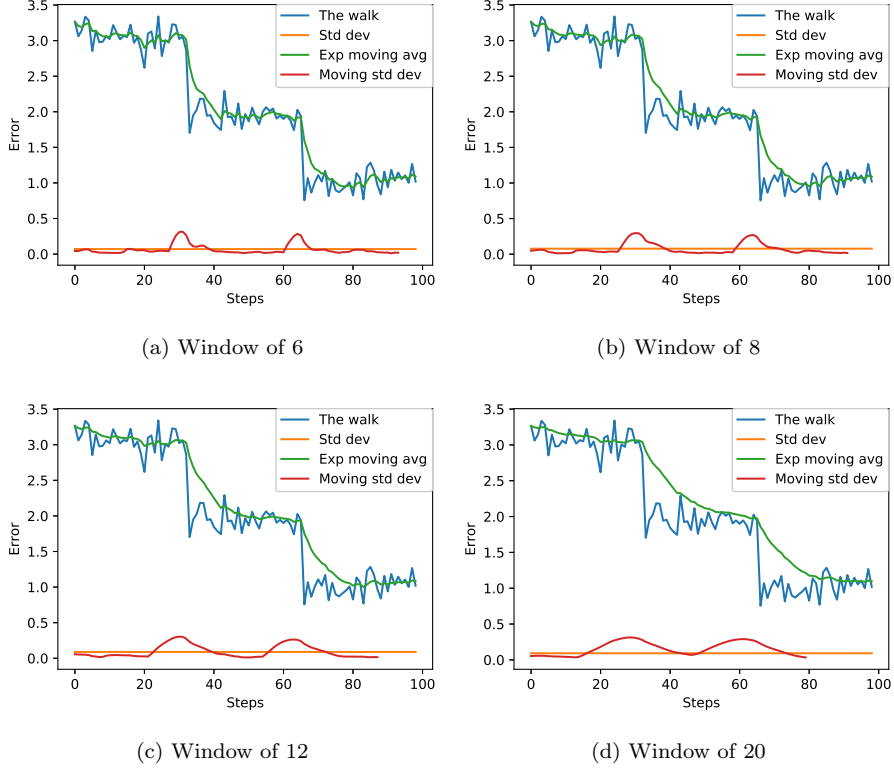 3.5
3.0
2.5
2.0
1.5
1.0
0.5
0.0
Error
0 20 40 60 80 100
Steps
The walk
Std dev
Exp moving avg
Moving std dev
(a) Window of 6
3.5
3.0
2.5
2.0
1.5
1.0
0.5
0.0
Error
0 20 40 60 80 100
Steps
The walk
Std dev
Exp moving avg
Moving std dev
(b) Window of 8
3.5
3.0
2.5
2.0
1.5
1.0
0.5
0.0
Error
0 20 40 60 80 100
Steps
The walk
Std dev
Exp moving avg
Moving std dev
(c) Window of 12
3.5
3.0
2.5
2.0
1.5
1.0
0.5
0.0
Error
0 20 40 60 80 100
Steps
The walk
Std dev
Exp moving avg
Moving std dev
(d) Window of 20